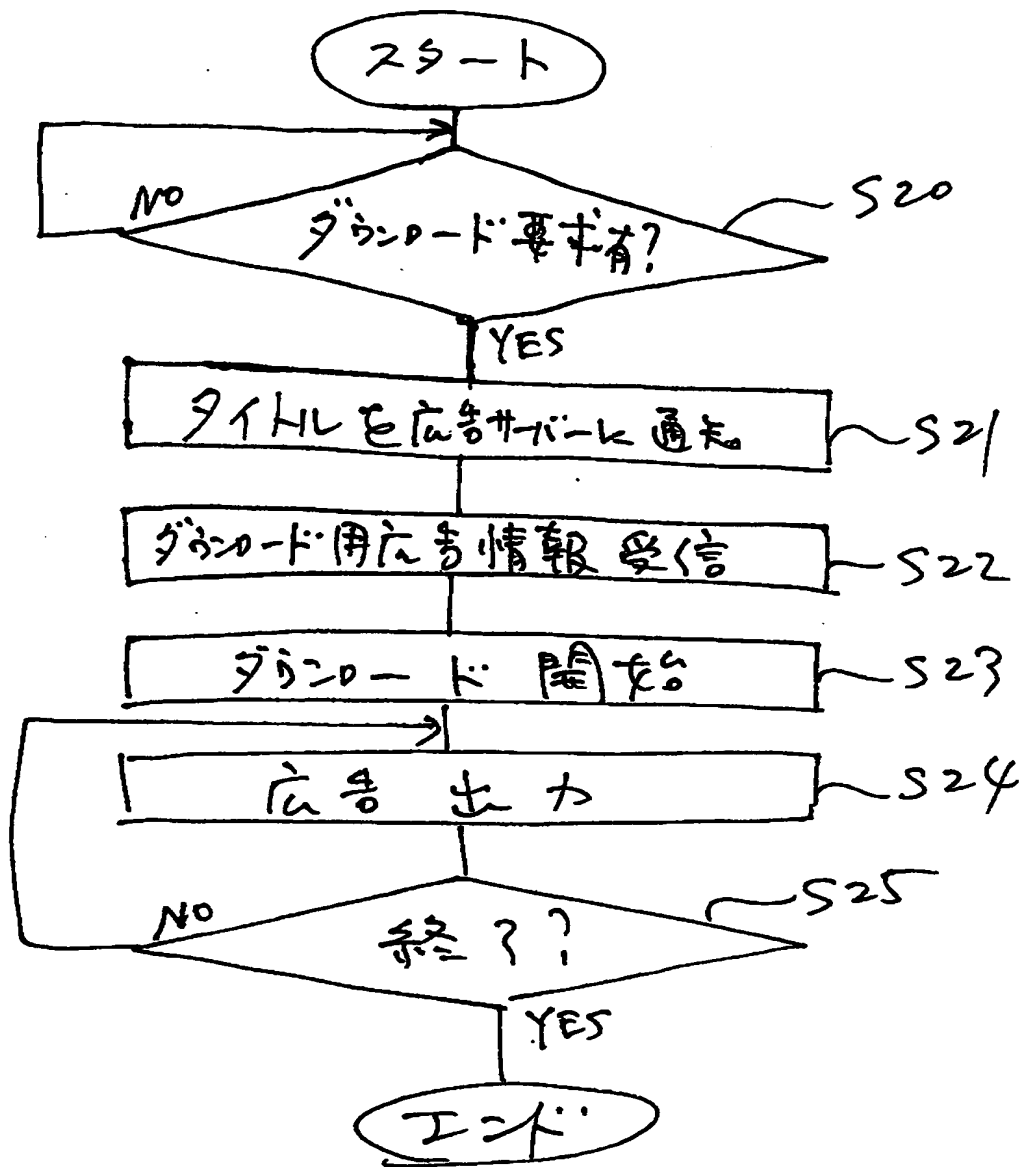 スタート
NO
ダウンロード要求有?
S20
YES
タイトルを広告サーバーに通知
S21
ダウンロード用広告情報受信
S22
ダウンロード開始
S23
広告出力
S24
NO
終了?
S25
YES
エンド